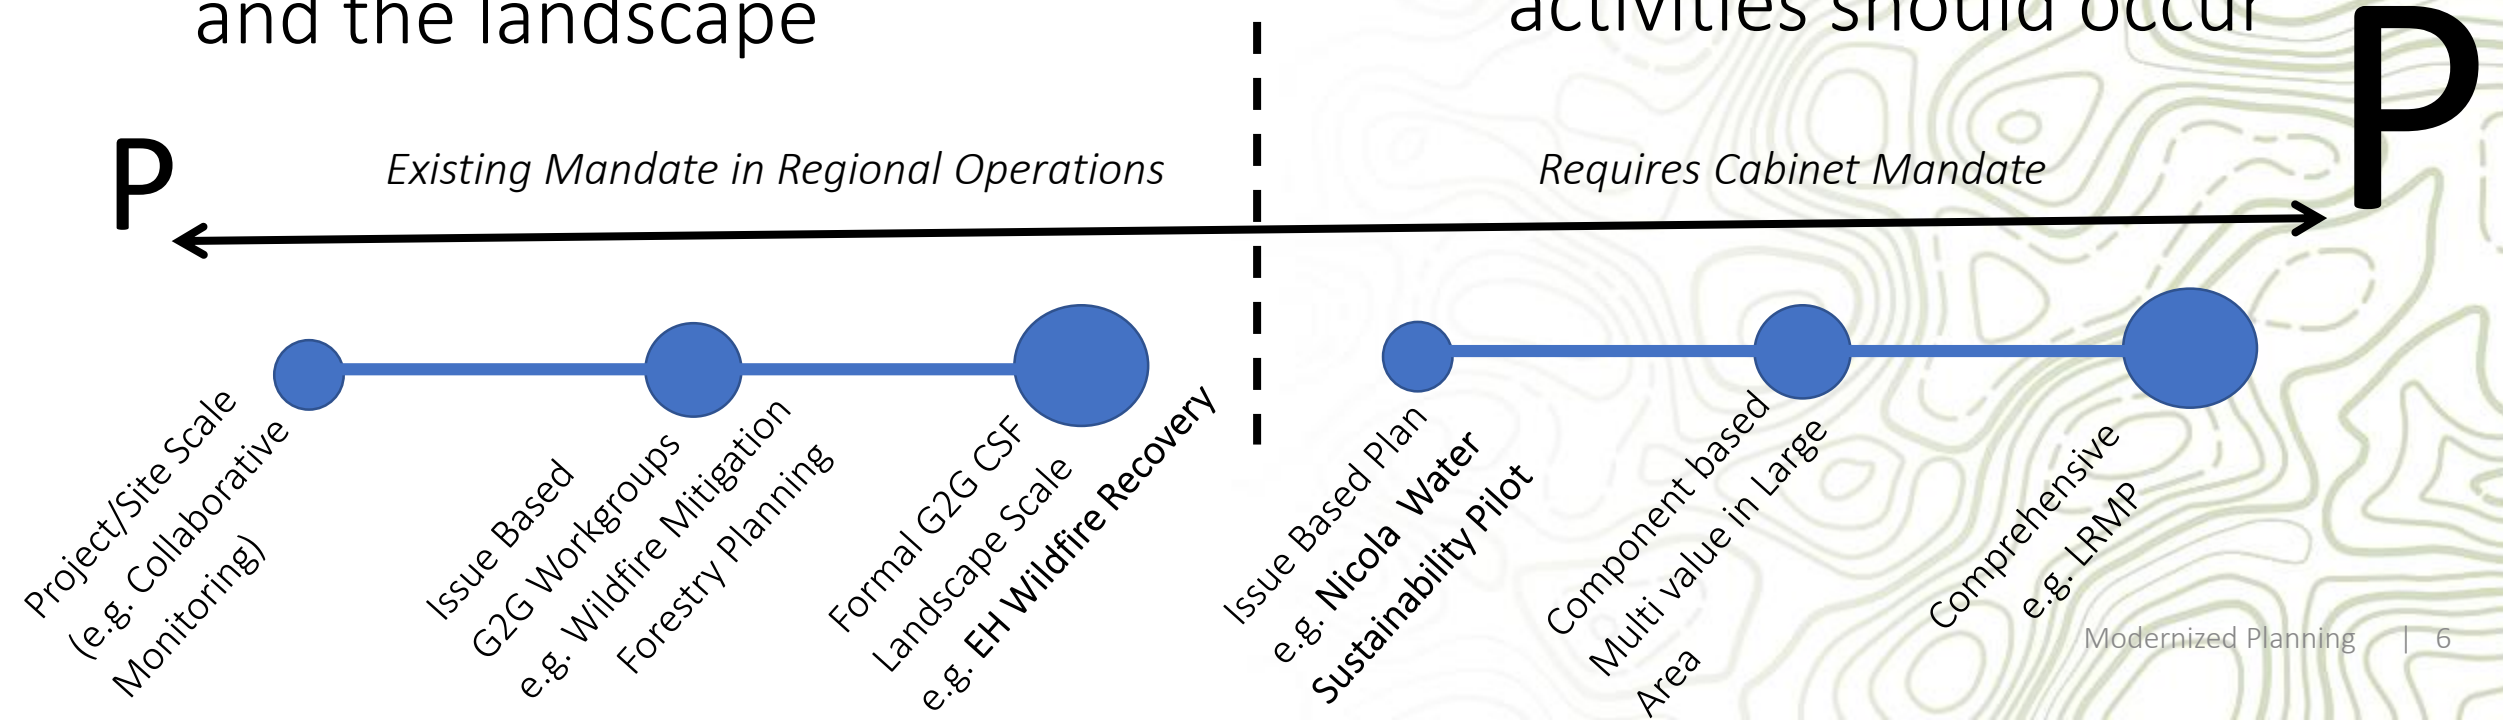 and the landscape
activities should occur
P
P
Existing Mandate in Regional Operations
Requires Cabinet Mandate
Project/Site Scale
(e.g. Collaborative
Monitoring)
Issue Based
G2G Workgroups
e.g. Wildfire Mitigation
Forestry Planning
Formal G2G CSF
Landscape Scale
e.g. EH Wildfire Recovery
Issue Based Plan
e.g. Nicola Water
Sustainability Pilot
Component based
Multi value in Large
Area
Comprehensive
e.g. LRMP
Modernized Planning | 6